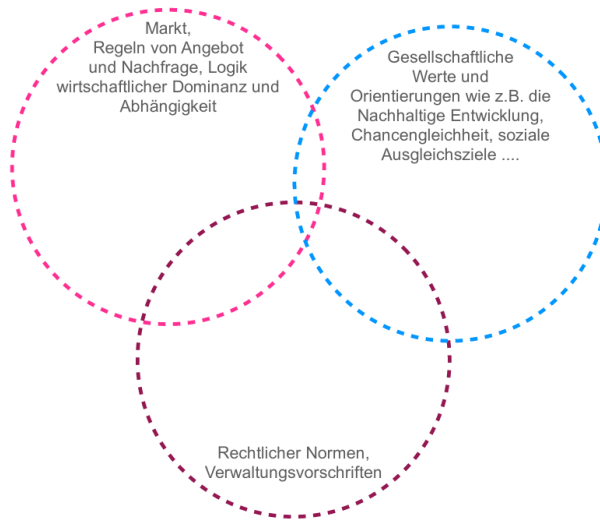 Markt,
Regeln von Angebot
und Nachfrage, Logik
wirtschaftlicher Dominanz und
Abhängigkeit
Gesellschaftliche
Werte und
Orientierungen wie z.B. die
Nachhaltige Entwicklung,
Chancengleichheit, soziale
Ausgleichsziele ....
Rechtlicher Normen,
Verwaltungsvorschriften